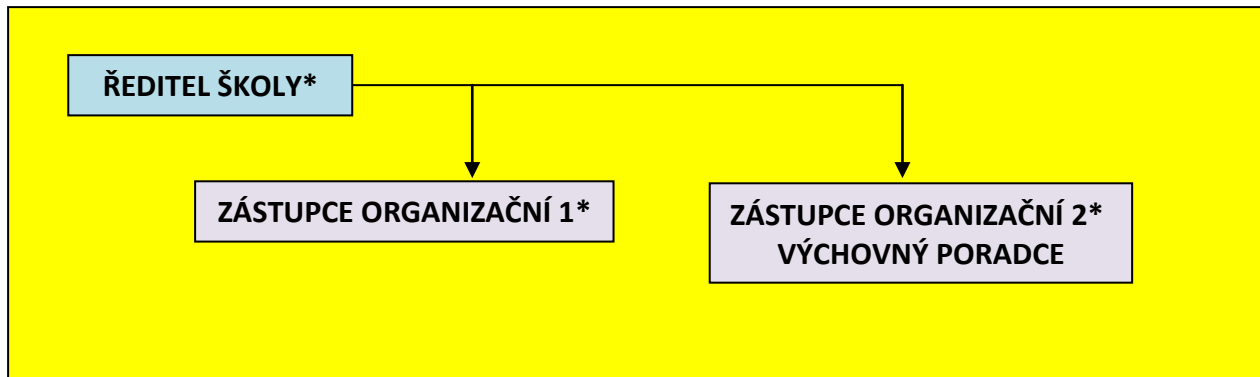 ŘEDITEL ŠKOLY*
ZÁSTUPCE ORGANIZAČNÍ 1*
ZÁSTUPCE ORGANIZAČNÍ 2*
VÝCHOVNÝ PORADCE